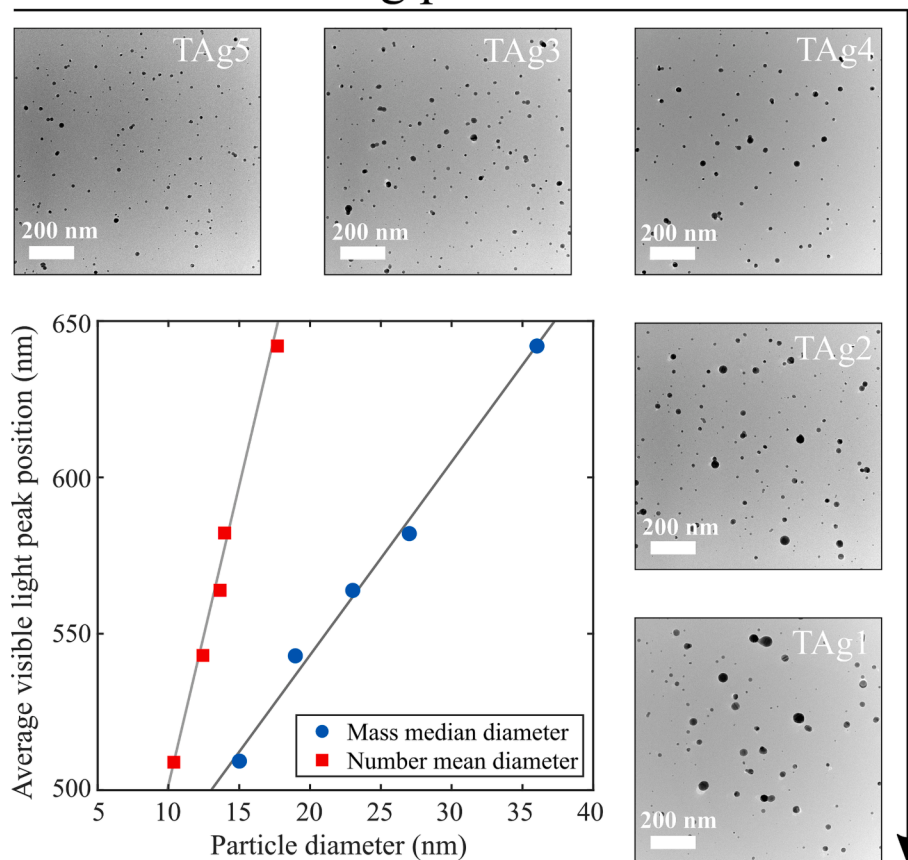 TAg5
200 nm
TAg3
200 nm
TAg4
200 nm
Average visible light peak position (nm)
650
600
550
500
Mass median diameter
Number mean diameter
5 10 15 20 25 30 35 40
Particle diameter (nm)
TAg2
200 nm
TAg1
200 nm